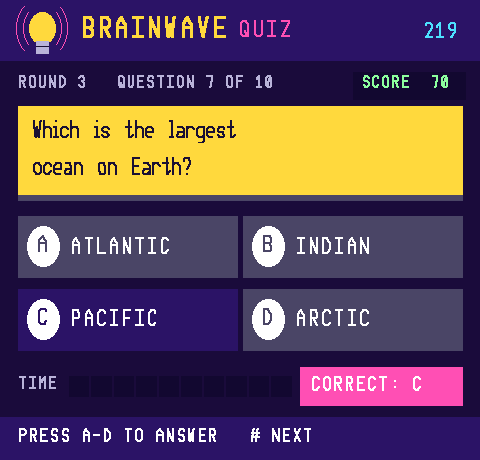 BRAINWAVE QUIZ 219
ROUND 3 QUESTION 7 OF 10 SCORE 70
Which is the largest
ocean on Earth?
A ATLANTIC
B INDIAN
C PACIFIC
D ARCTIC
TIME CORRECT: C
PRESS A-D TO ANSWER # NEXT